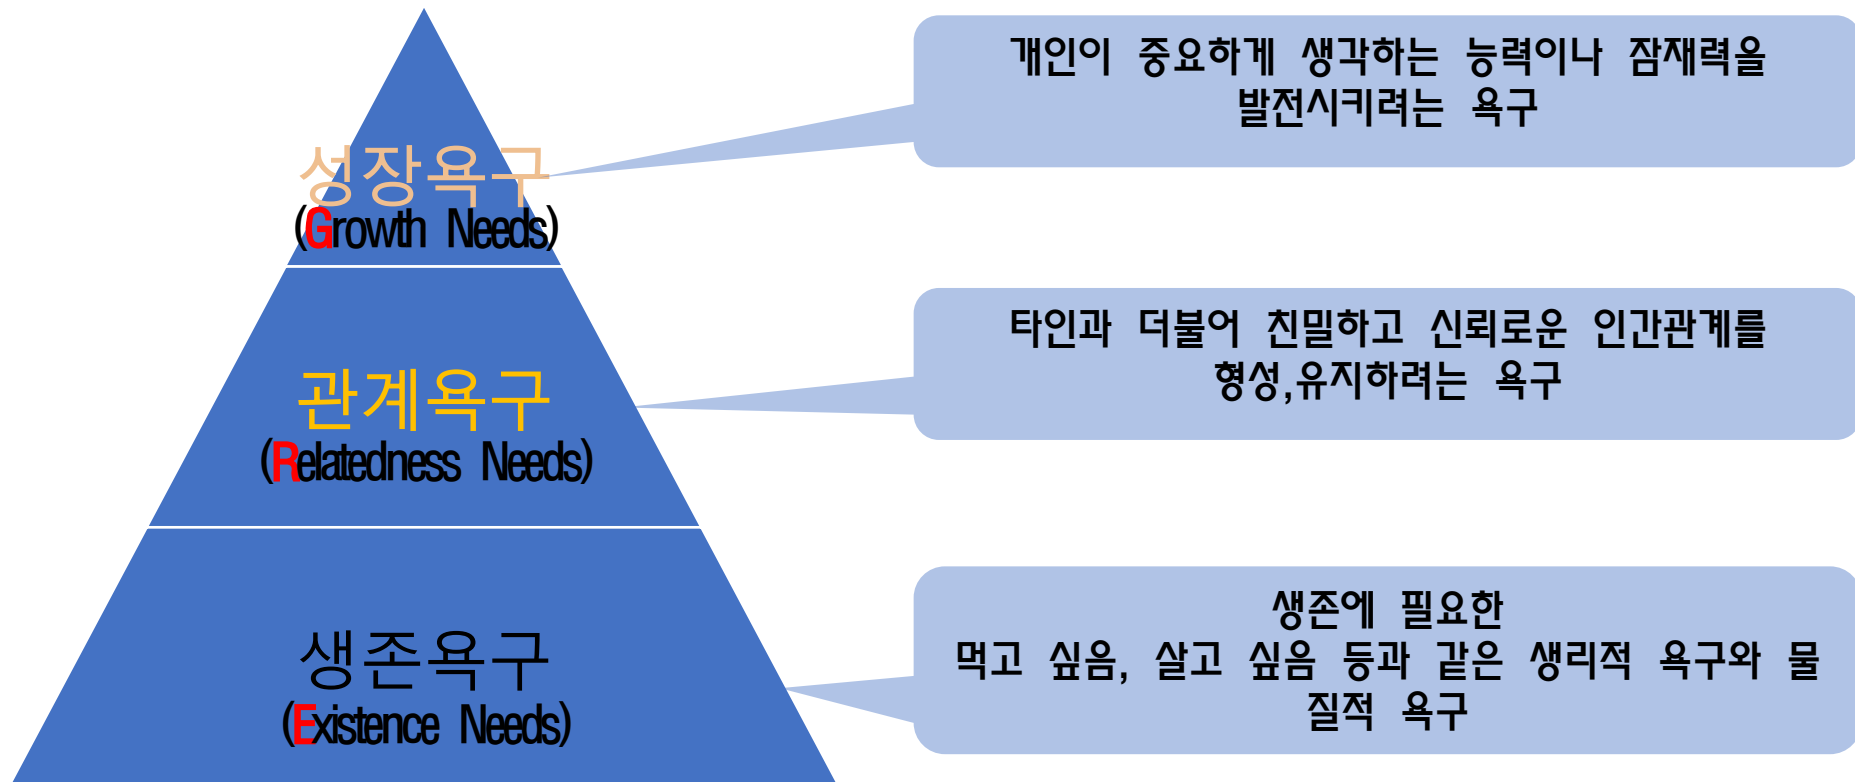 개인이 중요하게 생각하는 능력이나 잠재력을
발전시키려는 욕구
성장욕구
(Growth Needs)
타인과 더불어 친밀하고 신뢰로운 인간관계를
형성,유지하려는 욕구
관계욕구
(Relatedness Needs)
생존에 필요한
먹고 싶음, 살고 싶음 등과 같은 생리적 욕구와 물
질적 욕구
생존욕구
(Existence Needs)